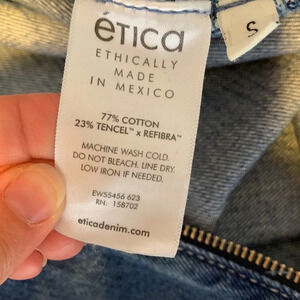 ética
ETHICALLY
MADE
IN MEXICO
77% COTTON
23% TENCEL™ x REFIBRA™
MACHINE WASH COLD.
DO NOT BLEACH. LINE DRY.
LOW IRON IF NEEDED.
EWS5456 623
RN: 158702
eticadenim.com
S